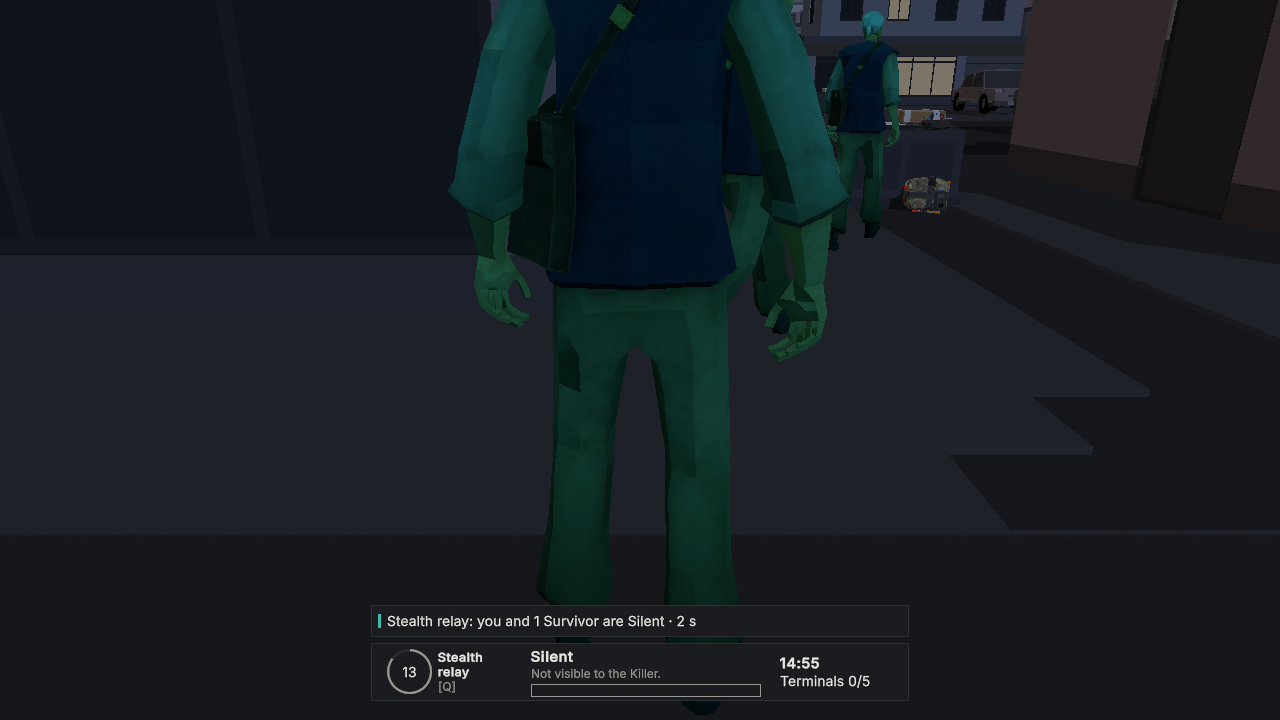 Stealth relay: you and 1 Survivor are Silent · 2 s
13
Stealth
relay
[Q]
Silent
Not visible to the Killer.
14:55
Terminals 0/5